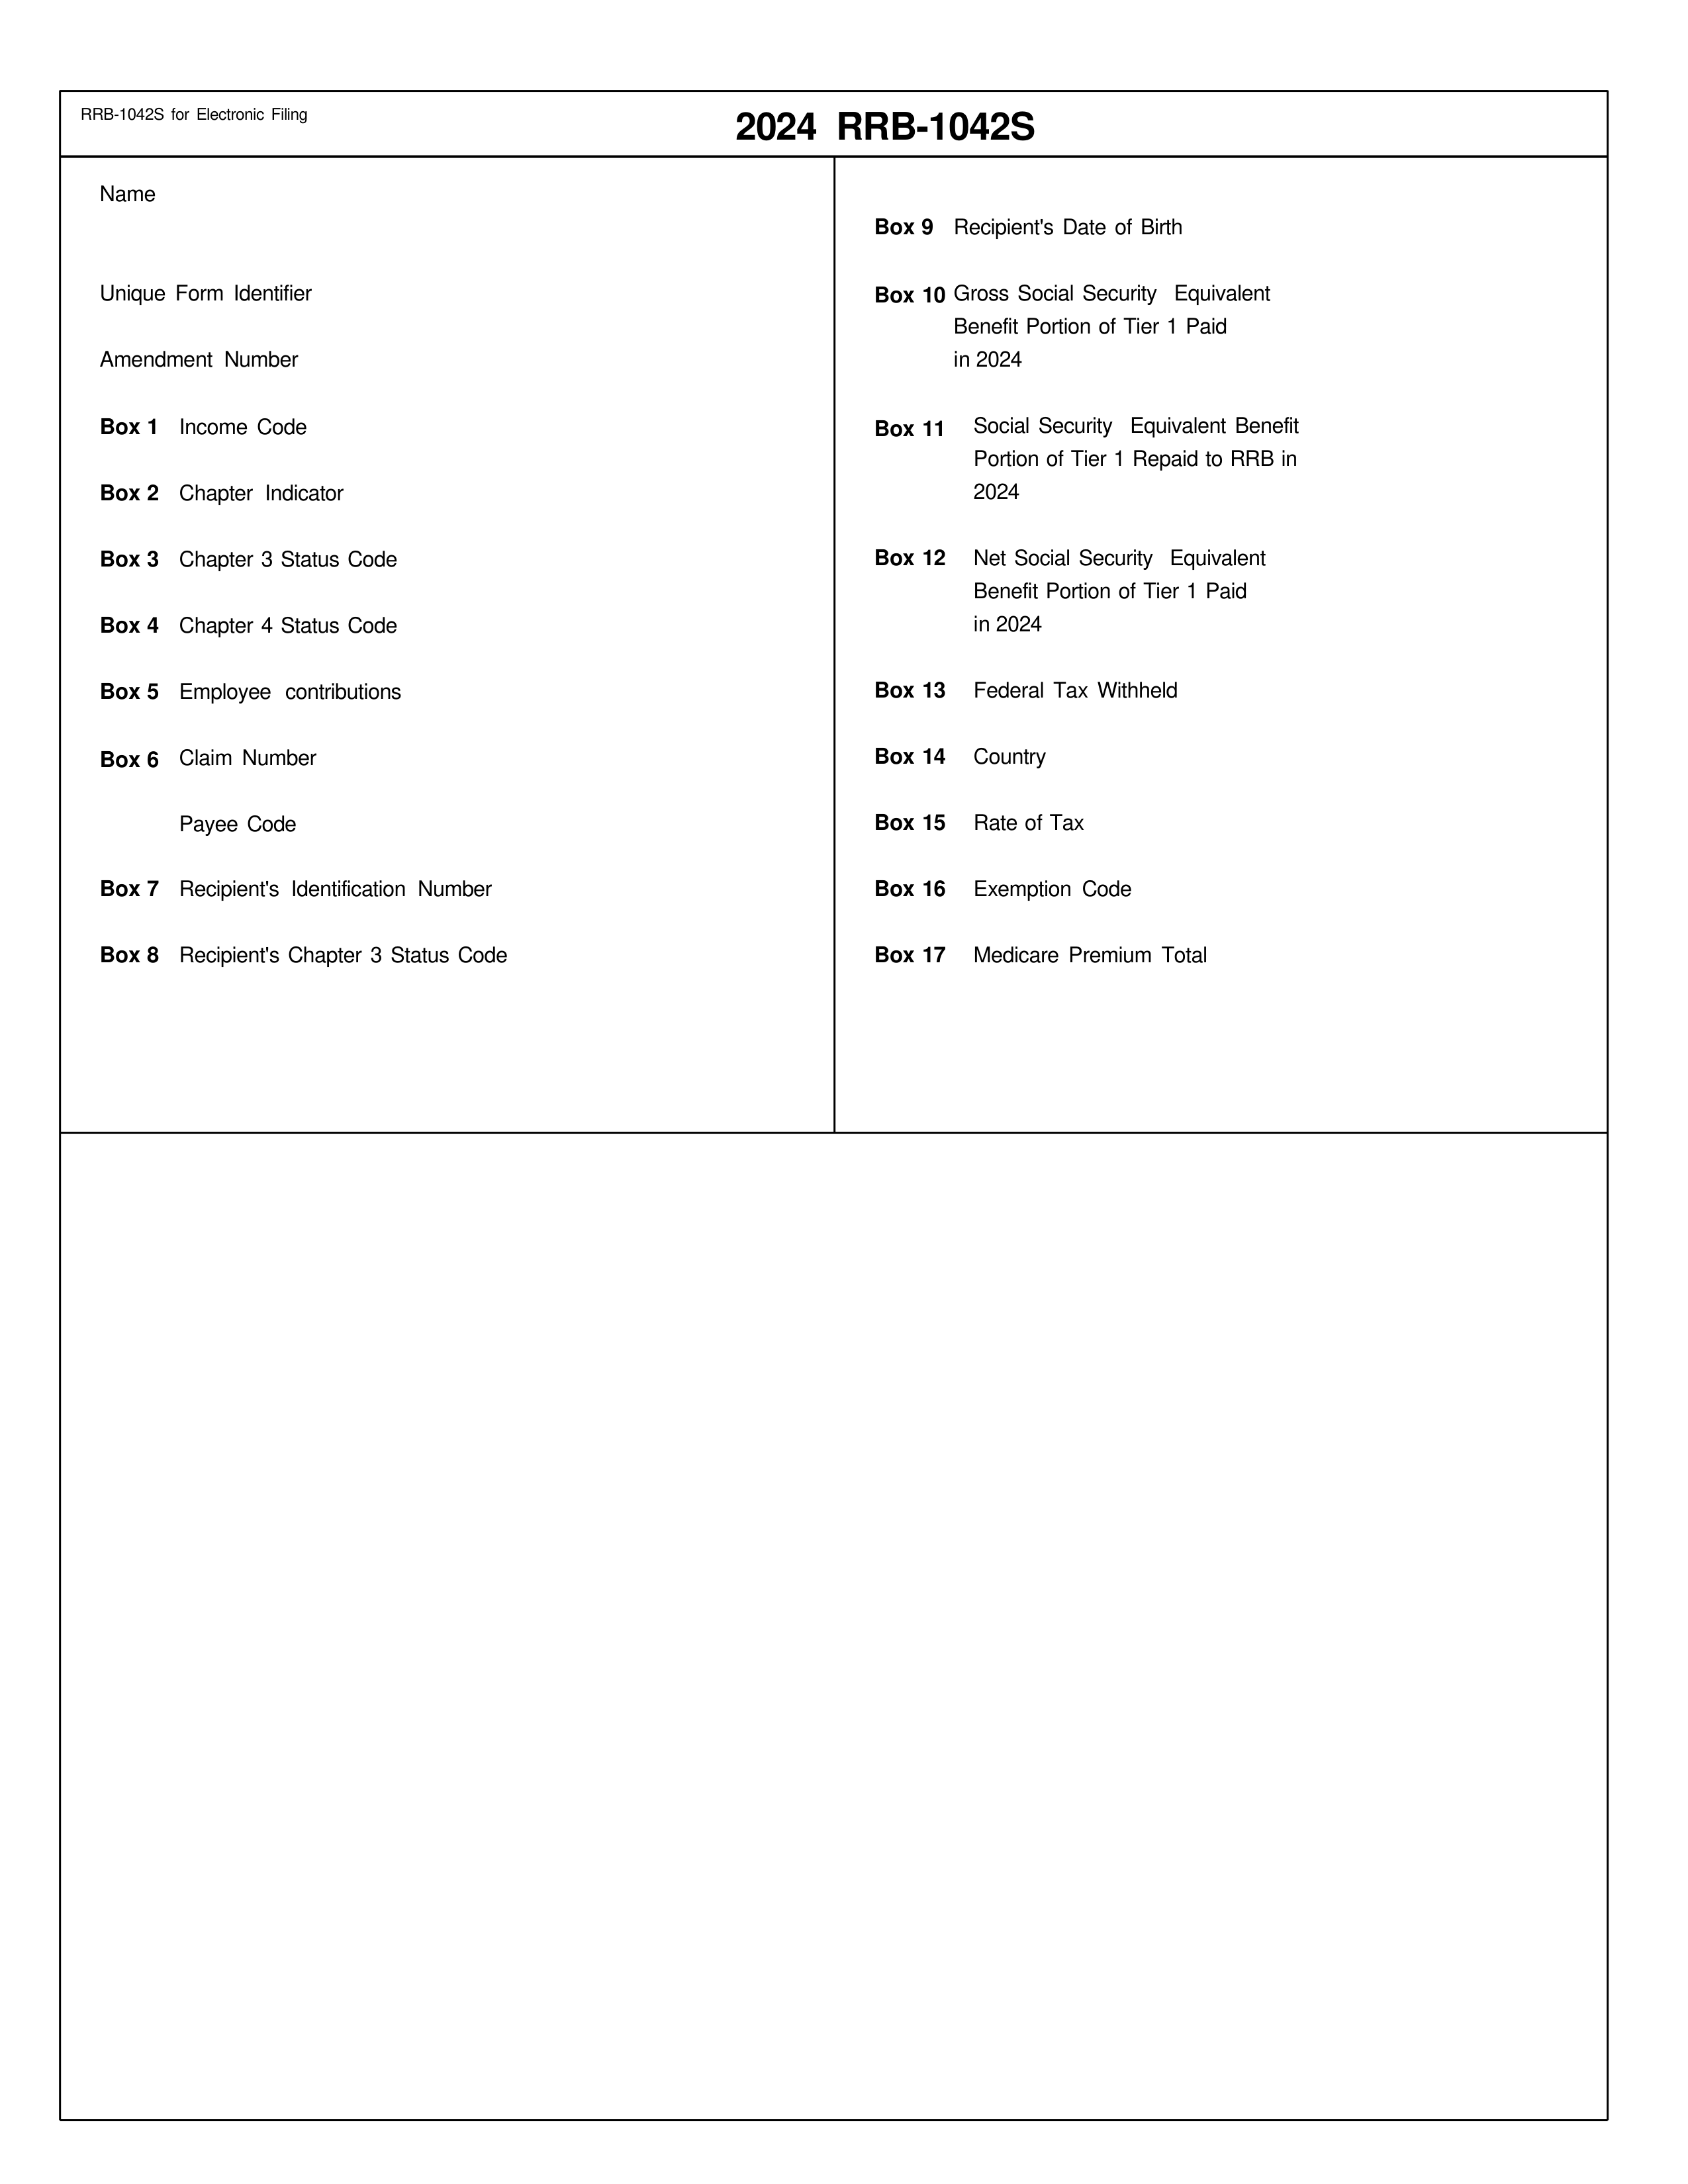 RRB-1042S for Electronic Filing
2024 RRB-1042S
Name
Unique Form Identifier
Amendment Number
Box 1 Income Code
Box 2 Chapter Indicator
Box 3 Chapter 3 Status Code
Box 4 Chapter 4 Status Code
Box 5 Employee contributions
Box 6 Claim Number
Payee Code
Box 7 Recipient's Identification Number
Box 8 Recipient's Chapter 3 Status Code
Box 9 Recipient's Date of Birth
Box 10 Gross Social Security Equivalent
Benefit Portion of Tier 1 Paid
in 2024
Box 11 Social Security Equivalent Benefit
Portion of Tier 1 Repaid to RRB in
2024
Box 12 Net Social Security Equivalent
Benefit Portion of Tier 1 Paid
in 2024
Box 13 Federal Tax Withheld
Box 14 Country
Box 15 Rate of Tax
Box 16 Exemption Code
Box 17 Medicare Premium Total